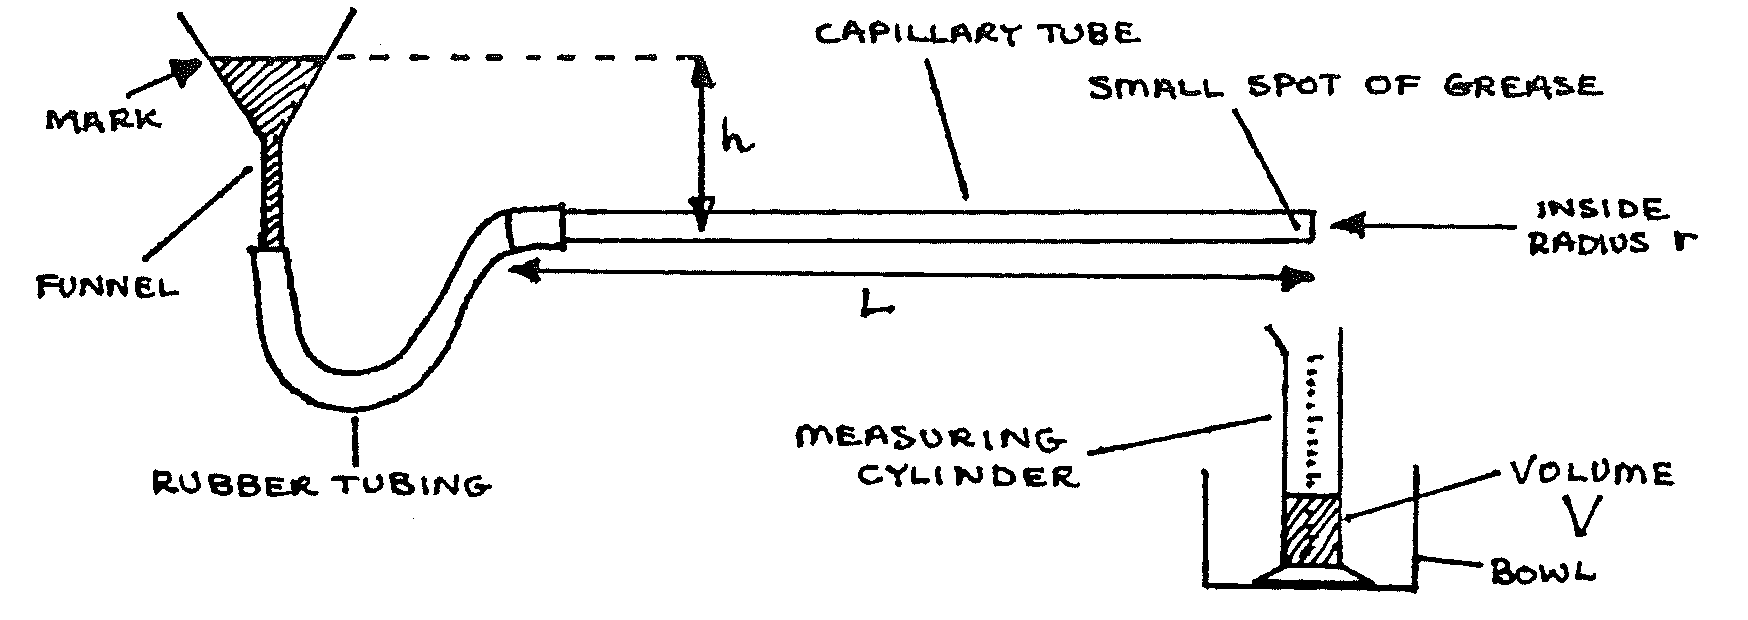 CAPILLARY TUBE
SMALL SPOT OF GREASE
MARK
h
INSIDE
RADIUS r
FUNNEL
L
MEASURING
CYLINDER
RUBBER TUBING
VOLUME
V
BOWL